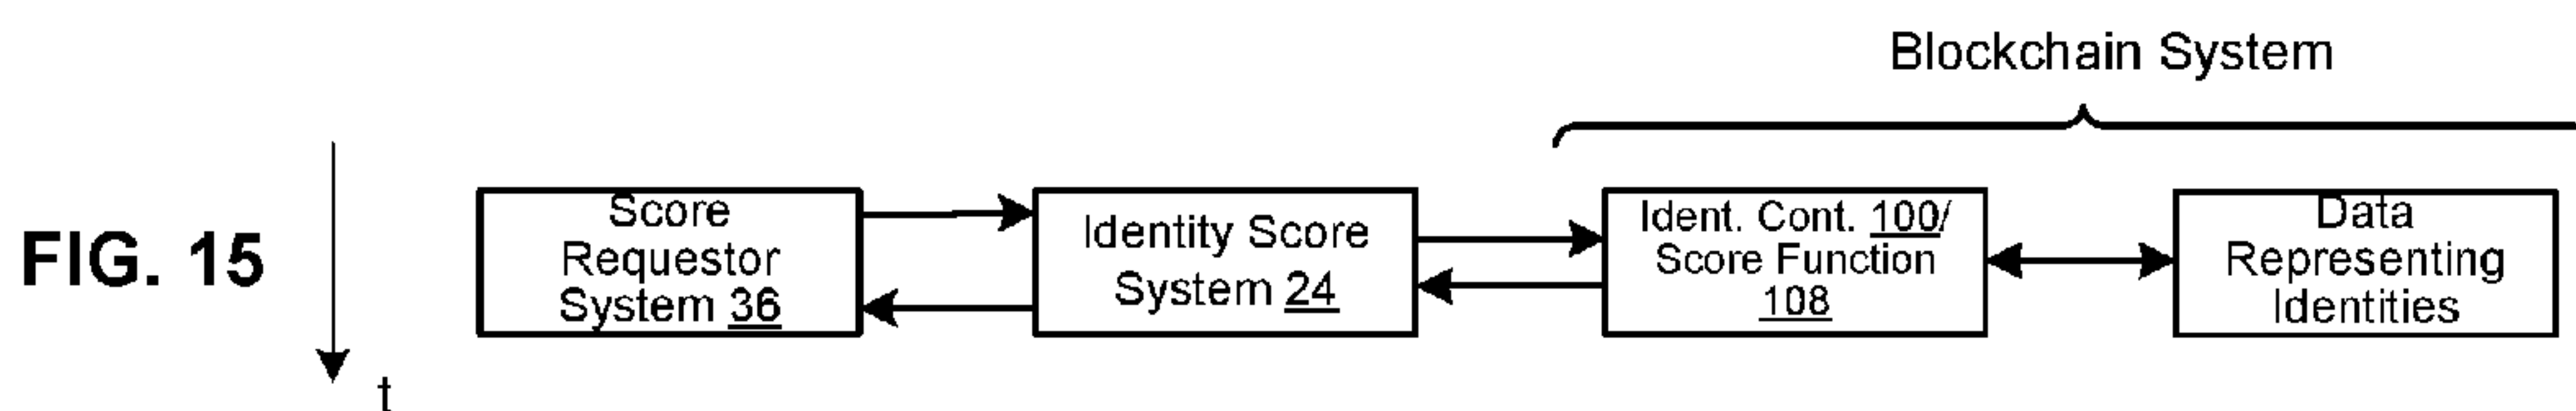 Blockchain System
FIG. 15
t
Score
Requestor
System 36
Identity Score
System 24
Ident. Cont. 100/
Score Function
108
Data
Representing
Identities